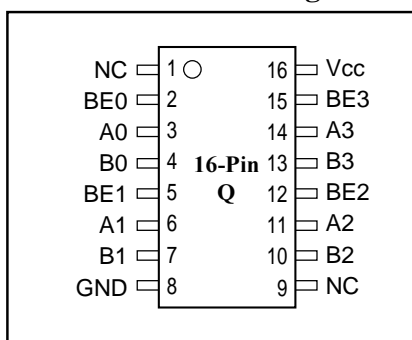 NC 1 16 Vcc
BE0 2 15 BE3
A0 3 14 A3
B0 4 16-Pin 13 B3
BE1 5 Q 12 BE2
A1 6 11 A2
B1 7 10 B2
GND 8 9 NC